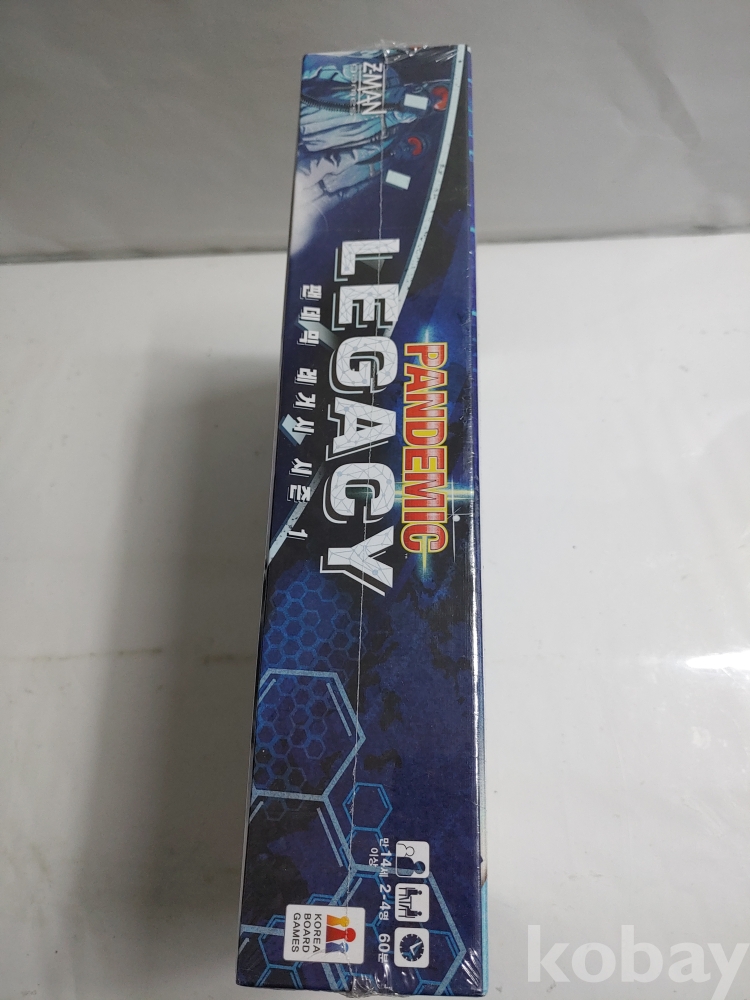 Z-MAN
PANDEMIC
LEGACY
팬데믹 레거시 시즌 1
만 14세
이상
2-4명
60분
KOREA
BOARD
GAMES
kobay